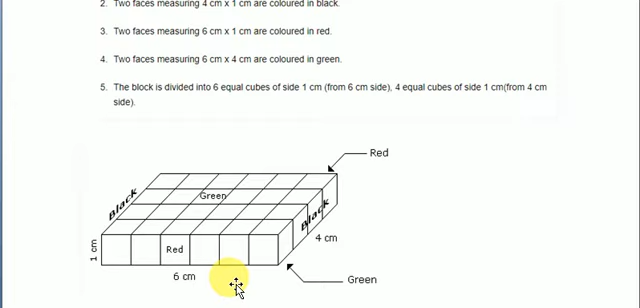 2. Two faces measuring 4 cm x 1 cm are coloured in black.
3. Two faces measuring 6 cm x 1 cm are coloured in red.
4. Two faces measuring 6 cm x 4 cm are coloured in green.
5. The block is divided into 6 equal cubes of side 1 cm (from 6 cm side), 4 equal cubes of side 1 cm(from 4 cm
side).
Red
Black
Green
Black
1 cm
Red
4 cm
6 cm
Green